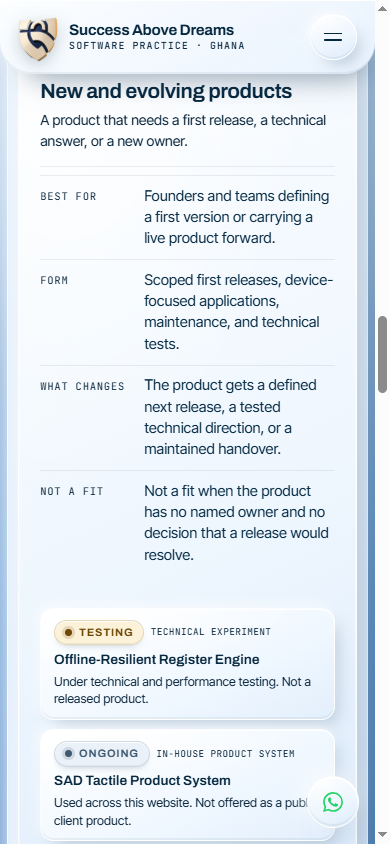 Success Above Dreams
SOFTWARE PRACTICE · GHANA
New and evolving products
A product that needs a first release, a technical
answer, or a new owner.
BEST FOR
Founders and teams defining
a first version or carrying a
live product forward.
FORM
Scoped first releases, device-
focused applications,
maintenance, and technical
tests.
WHAT CHANGES
The product gets a defined
next release, a tested
technical direction, or a
maintained handover.
NOT A FIT
Not a fit when the product
has no named owner and no
decision that a release would
resolve.
TESTING TECHNICAL EXPERIMENT
Offline-Resilient Register Engine
Under technical and performance testing. Not a
released product.
ONGOING IN-HOUSE PRODUCT SYSTEM
SAD Tactile Product System
Used across this website. Not offered as a
client product.